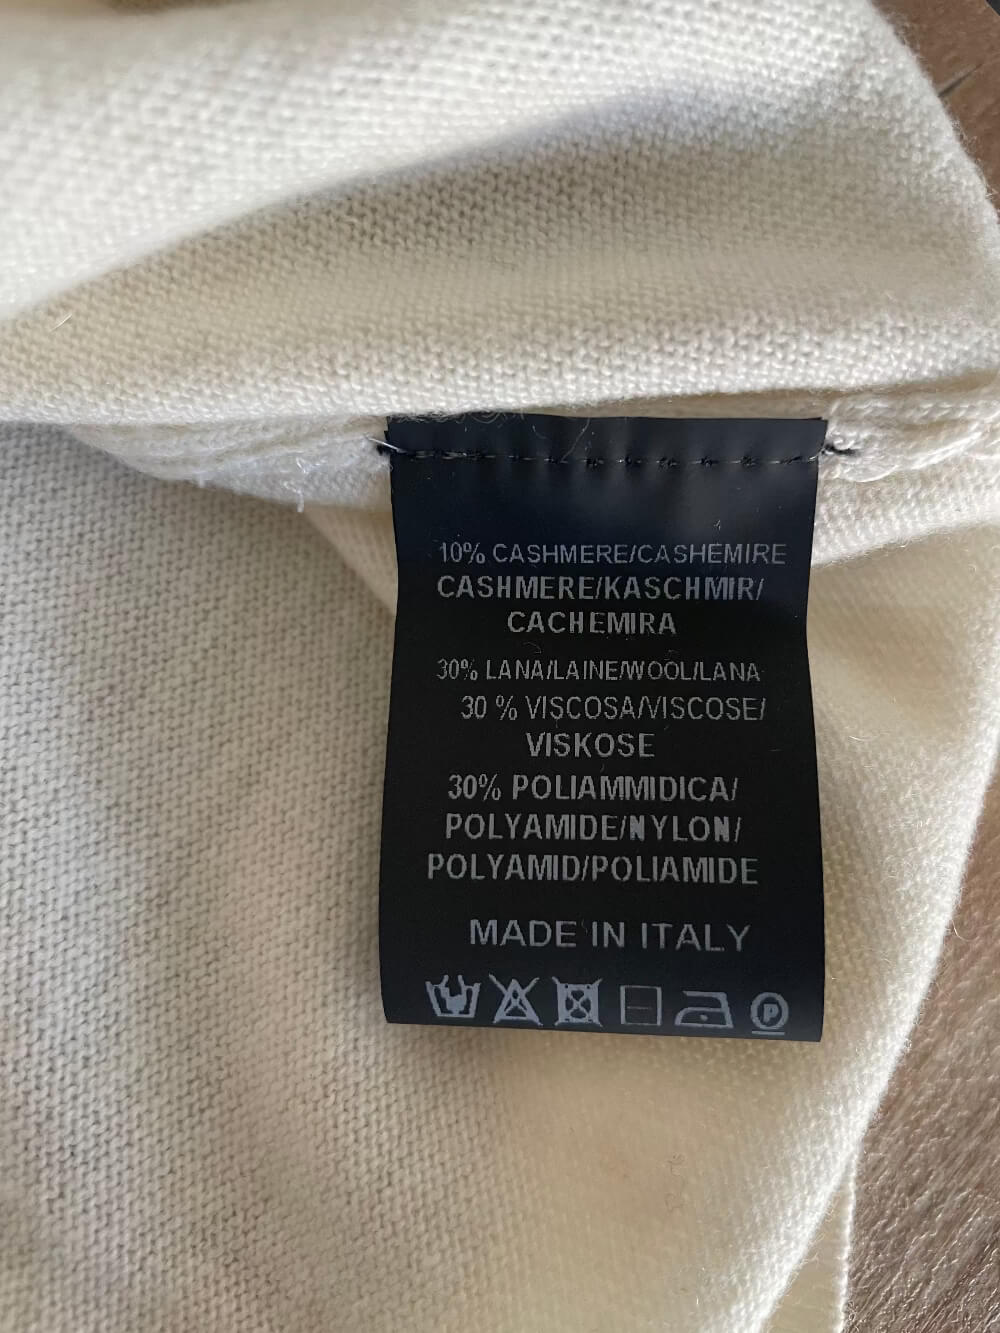 10% CASHMERE/CASHEMIRE
CASHMERE/KASCHMIR/
CACHEMIRA
30% LANA/LAINE/WOOL/LANA
30 % VISCOSA/VISCOSE/
VISKOSE
30% POLIAMMIDICA/
POLYAMIDE/NYLON/
POLYAMID/POLIAMIDE
MADE IN ITALY
P